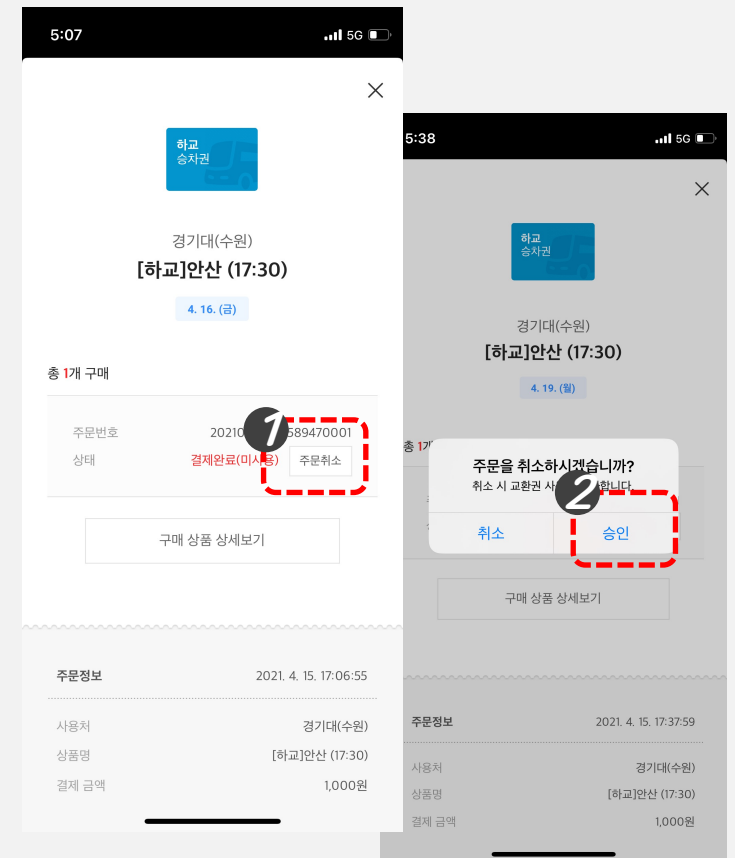 5:07
5G
하교
승차권
경기대(수원)
[하교]안산 (17:30)
4. 16. (금)
총 1개 구매
주문번호 20210 589470001
상태 결제완료(미사용) 주문취소
1
구매 상품 상세보기
주문정보 2021. 4. 15. 17:06:55
사용처 경기대(수원)
상품명 [하교]안산 (17:30)
결제 금액 1,000원
5:38
5G
하교
승차권
경기대(수원)
[하교]안산 (17:30)
4. 19. (월)
총 1개
주문을 취소하시겠습니까?
취소 시 교환권
2
취소 승인
구매 상품 상세보기
주문정보 2021. 4. 15. 17:37:59
사용처 경기대(수원)
상품명 [하교]안산 (17:30)
결제 금액 1,000원